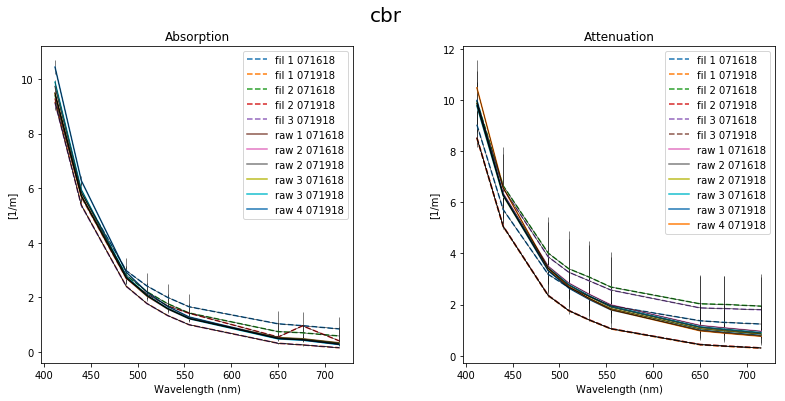 cbr
Absorption
10
8
6
4
2
0
[1/m]
400 450 500 550 600 650 700
Wavelength (nm)
fil 1 071618
fil 1 071918
fil 2 071618
fil 2 071918
fil 3 071918
raw 1 071618
raw 2 071618
raw 2 071918
raw 3 071618
raw 3 071918
raw 4 071918
Attenuation
12
10
8
6
4
2
0
[1/m]
400 450 500 550 600 650 700
Wavelength (nm)
fil 1 071618
fil 1 071918
fil 2 071618
fil 2 071918
fil 3 071618
fil 3 071918
raw 1 071618
raw 2 071618
raw 2 071918
raw 3 071618
raw 3 071918
raw 4 071918